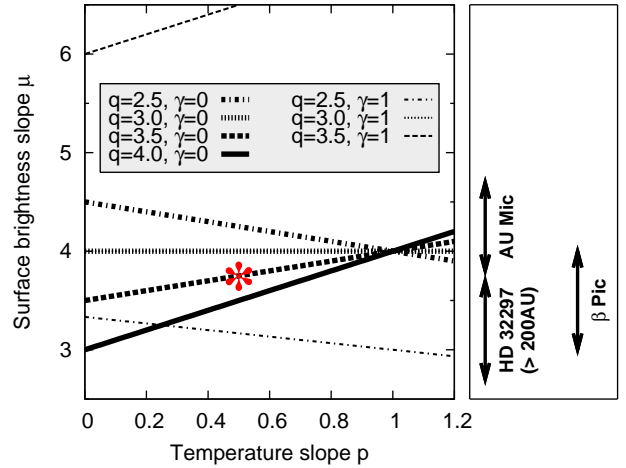 Surface brightness slope μ
6
5
4
3
q=2.5, γ=0
q=3.0, γ=0
q=3.5, γ=0
q=4.0, γ=0
q=2.5, γ=1
q=3.0, γ=1
q=3.5, γ=1
0 0.2 0.4 0.6 0.8 1 1.2
Temperature slope p
AU Mic
HD 32297
(> 200AU)
β Pic